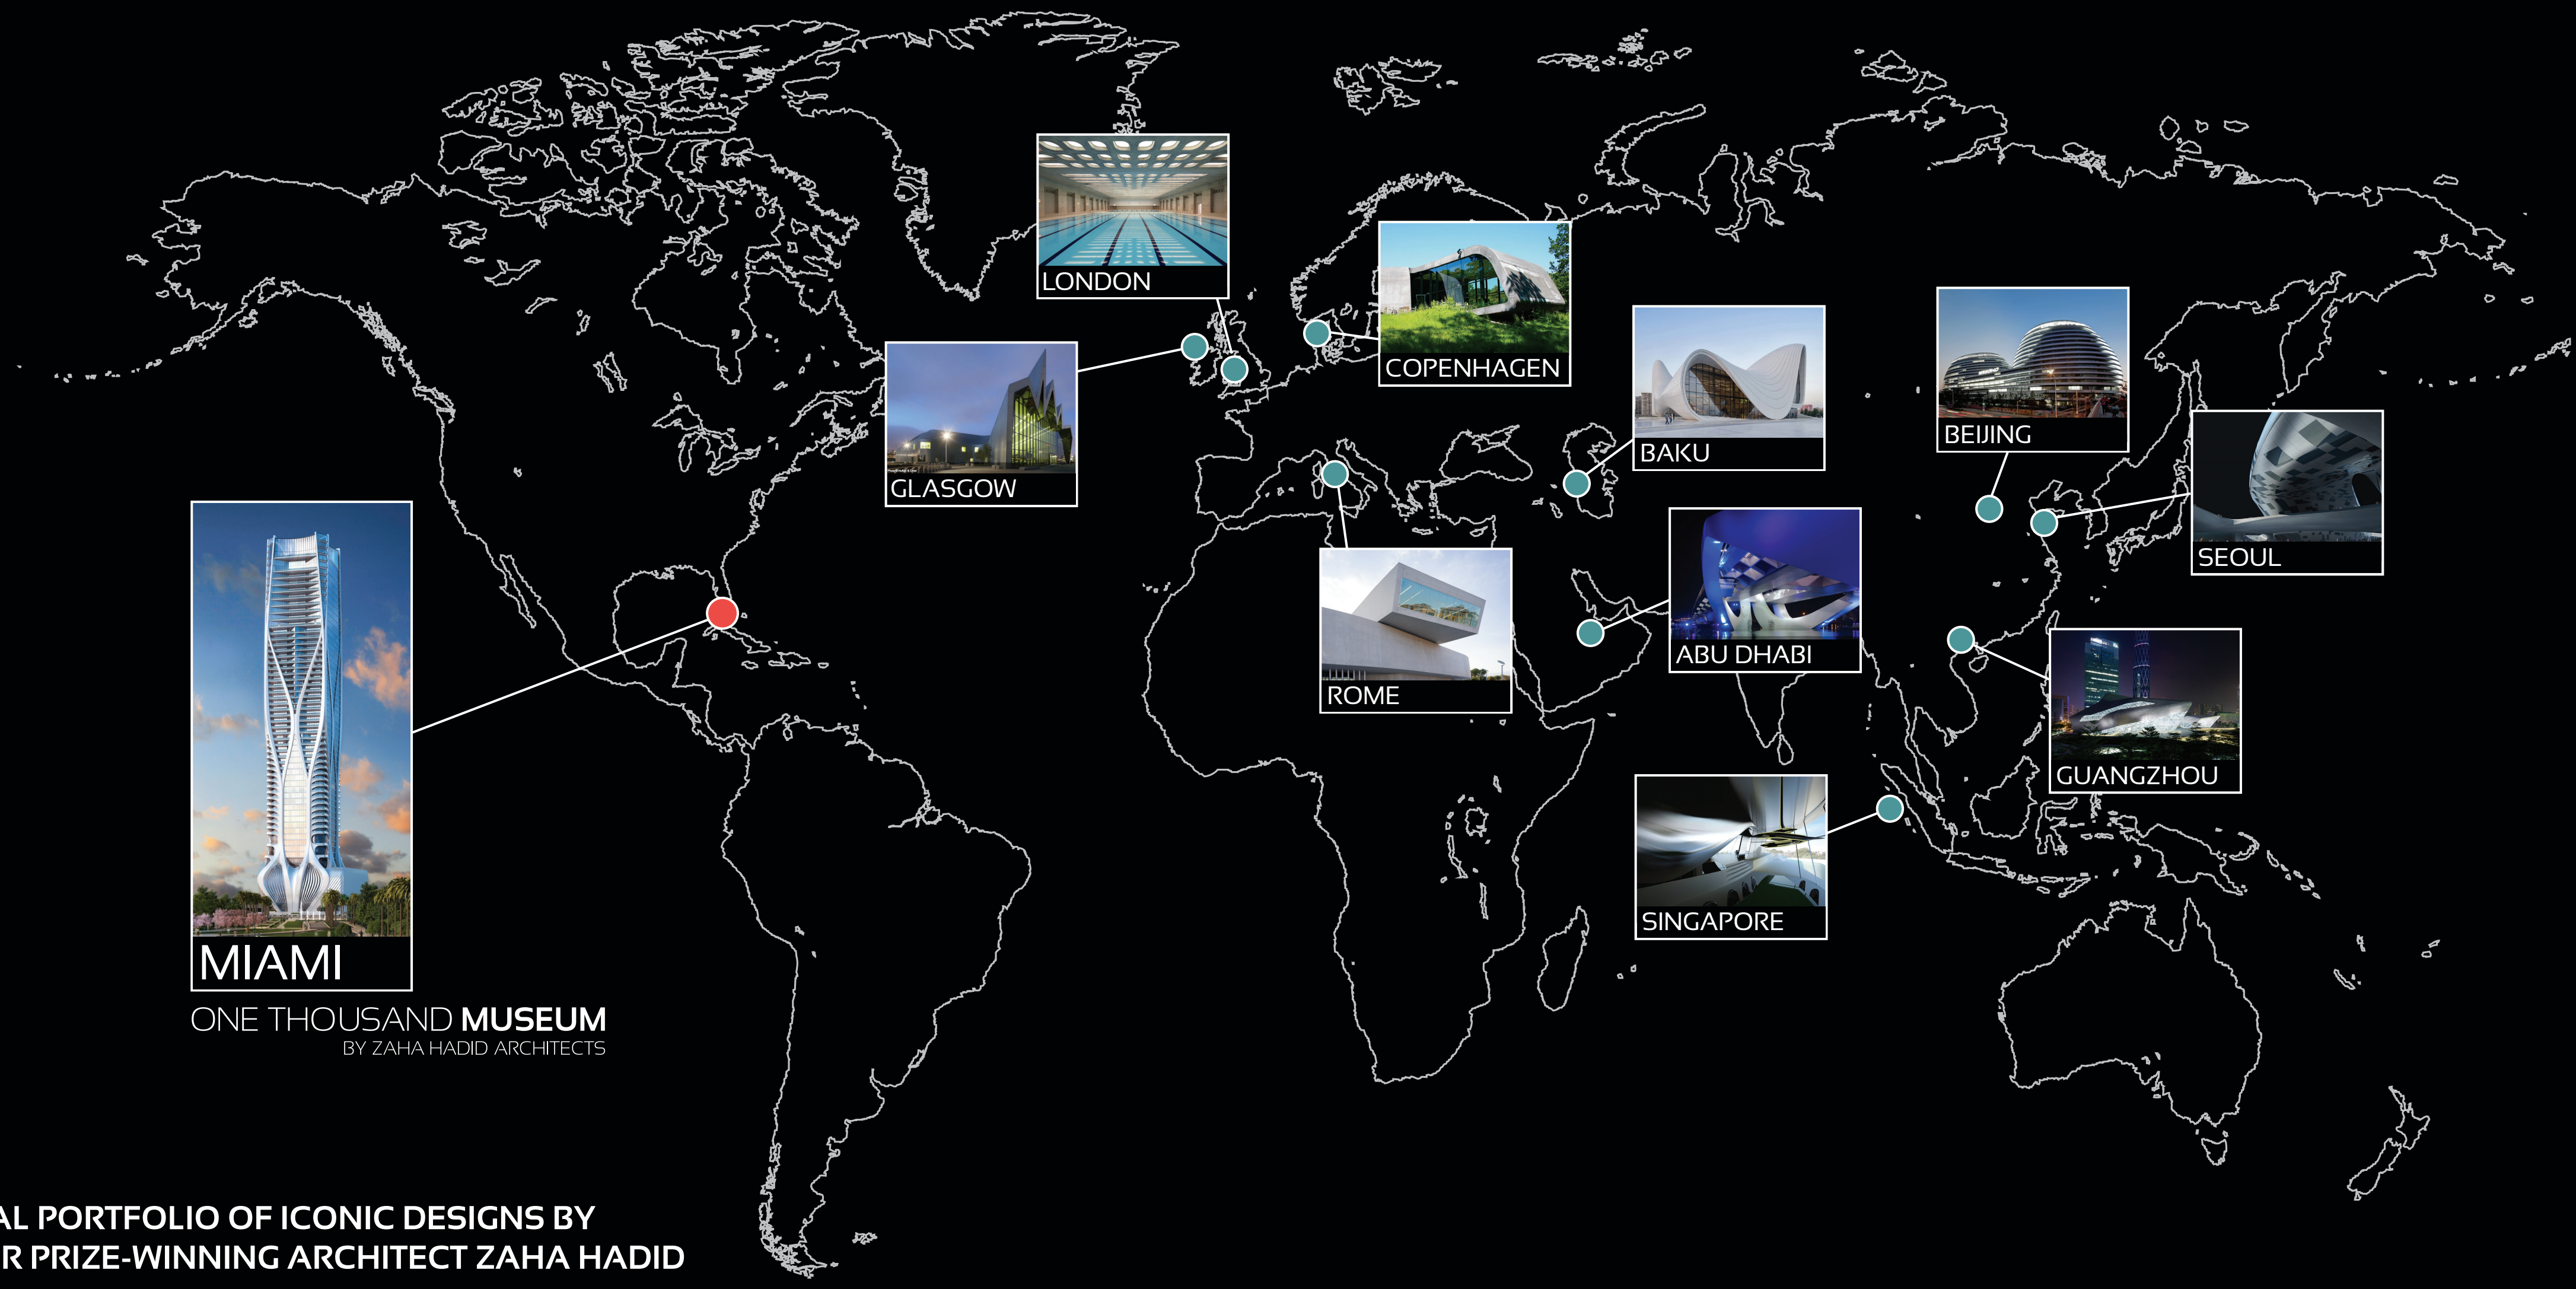 LONDON
COPENHAGEN
GLASGOW
BAKU
BEIJING
SEOUL
ROME
ABU DHABI
GUANGZHOU
SINGAPORE
MIAMI
ONE THOUSAND MUSEUM
BY ZAHA HADID ARCHITECTS
AL PORTFOLIO OF ICONIC DESIGNS BY
R PRIZE-WINNING ARCHITECT ZAHA HADID